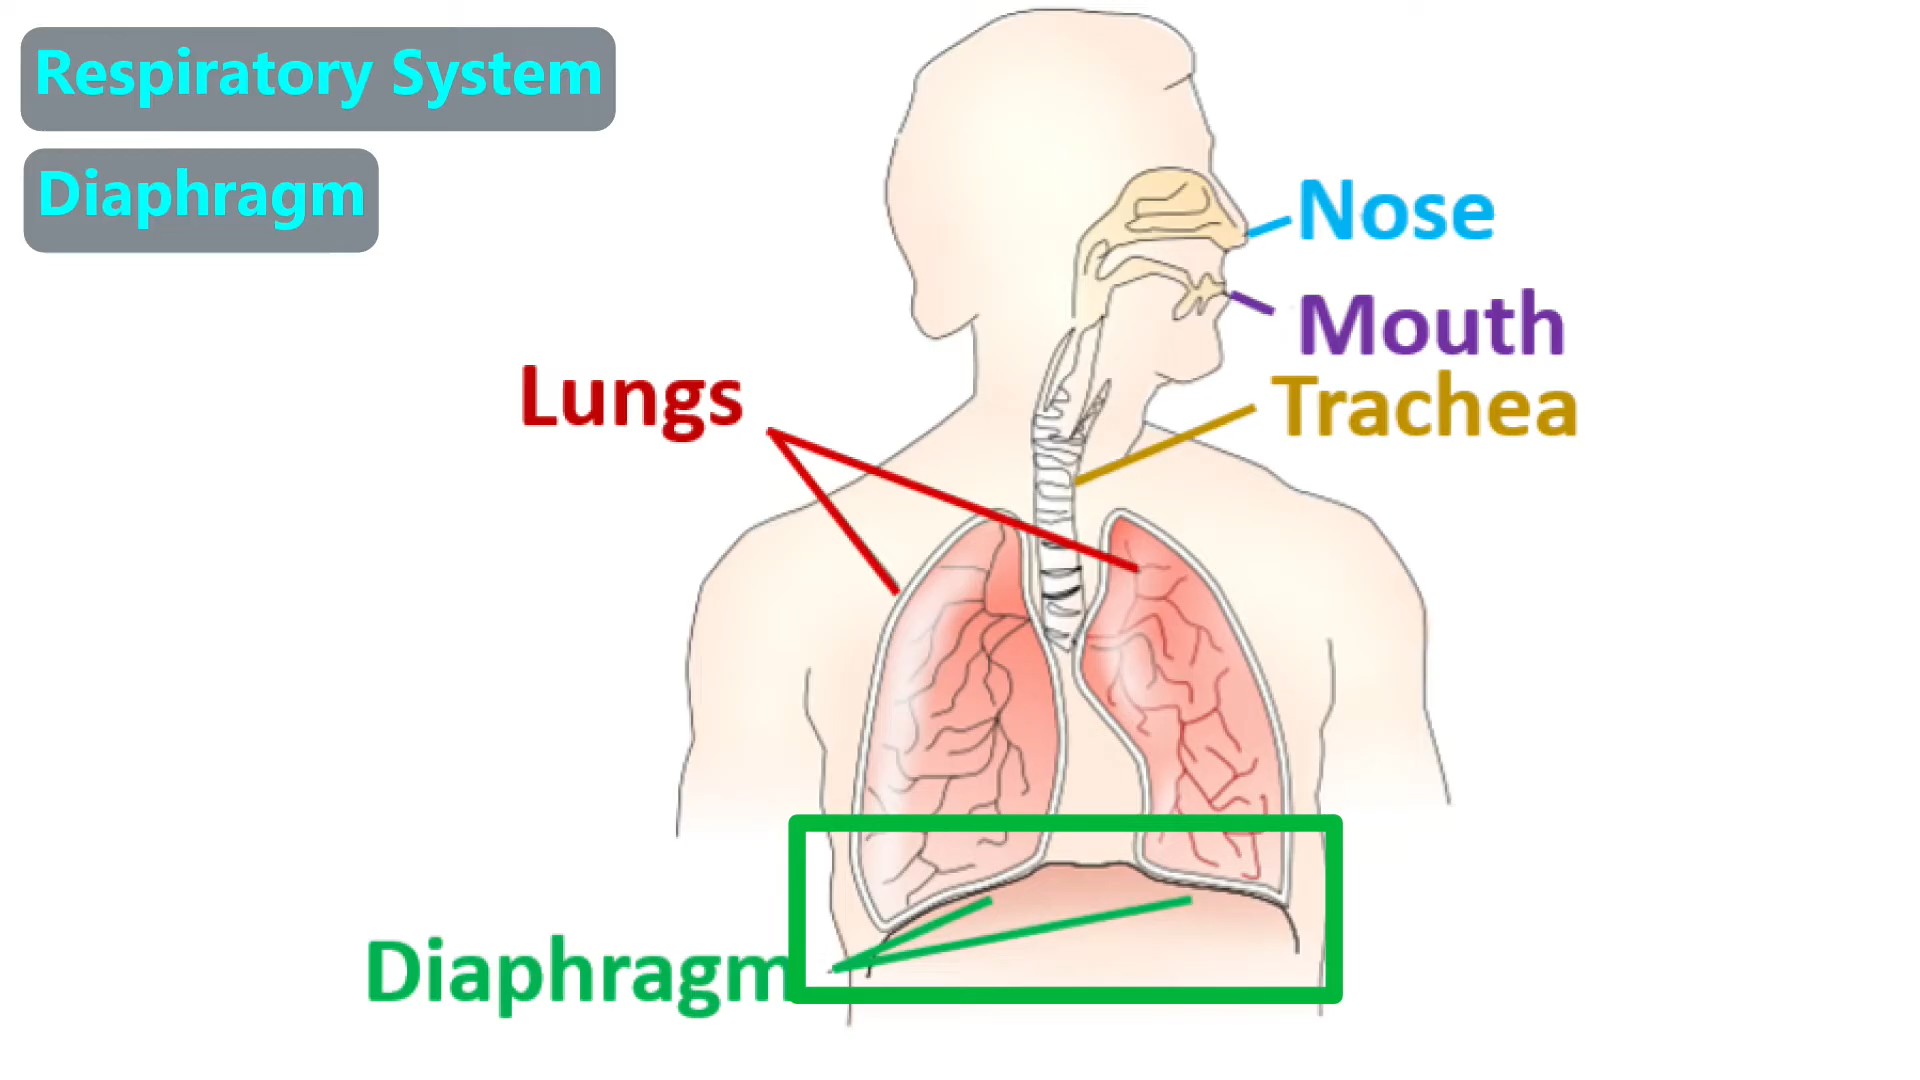 Respiratory System
Diaphragm
Nose
Mouth
Trachea
Lungs
Diaphragm